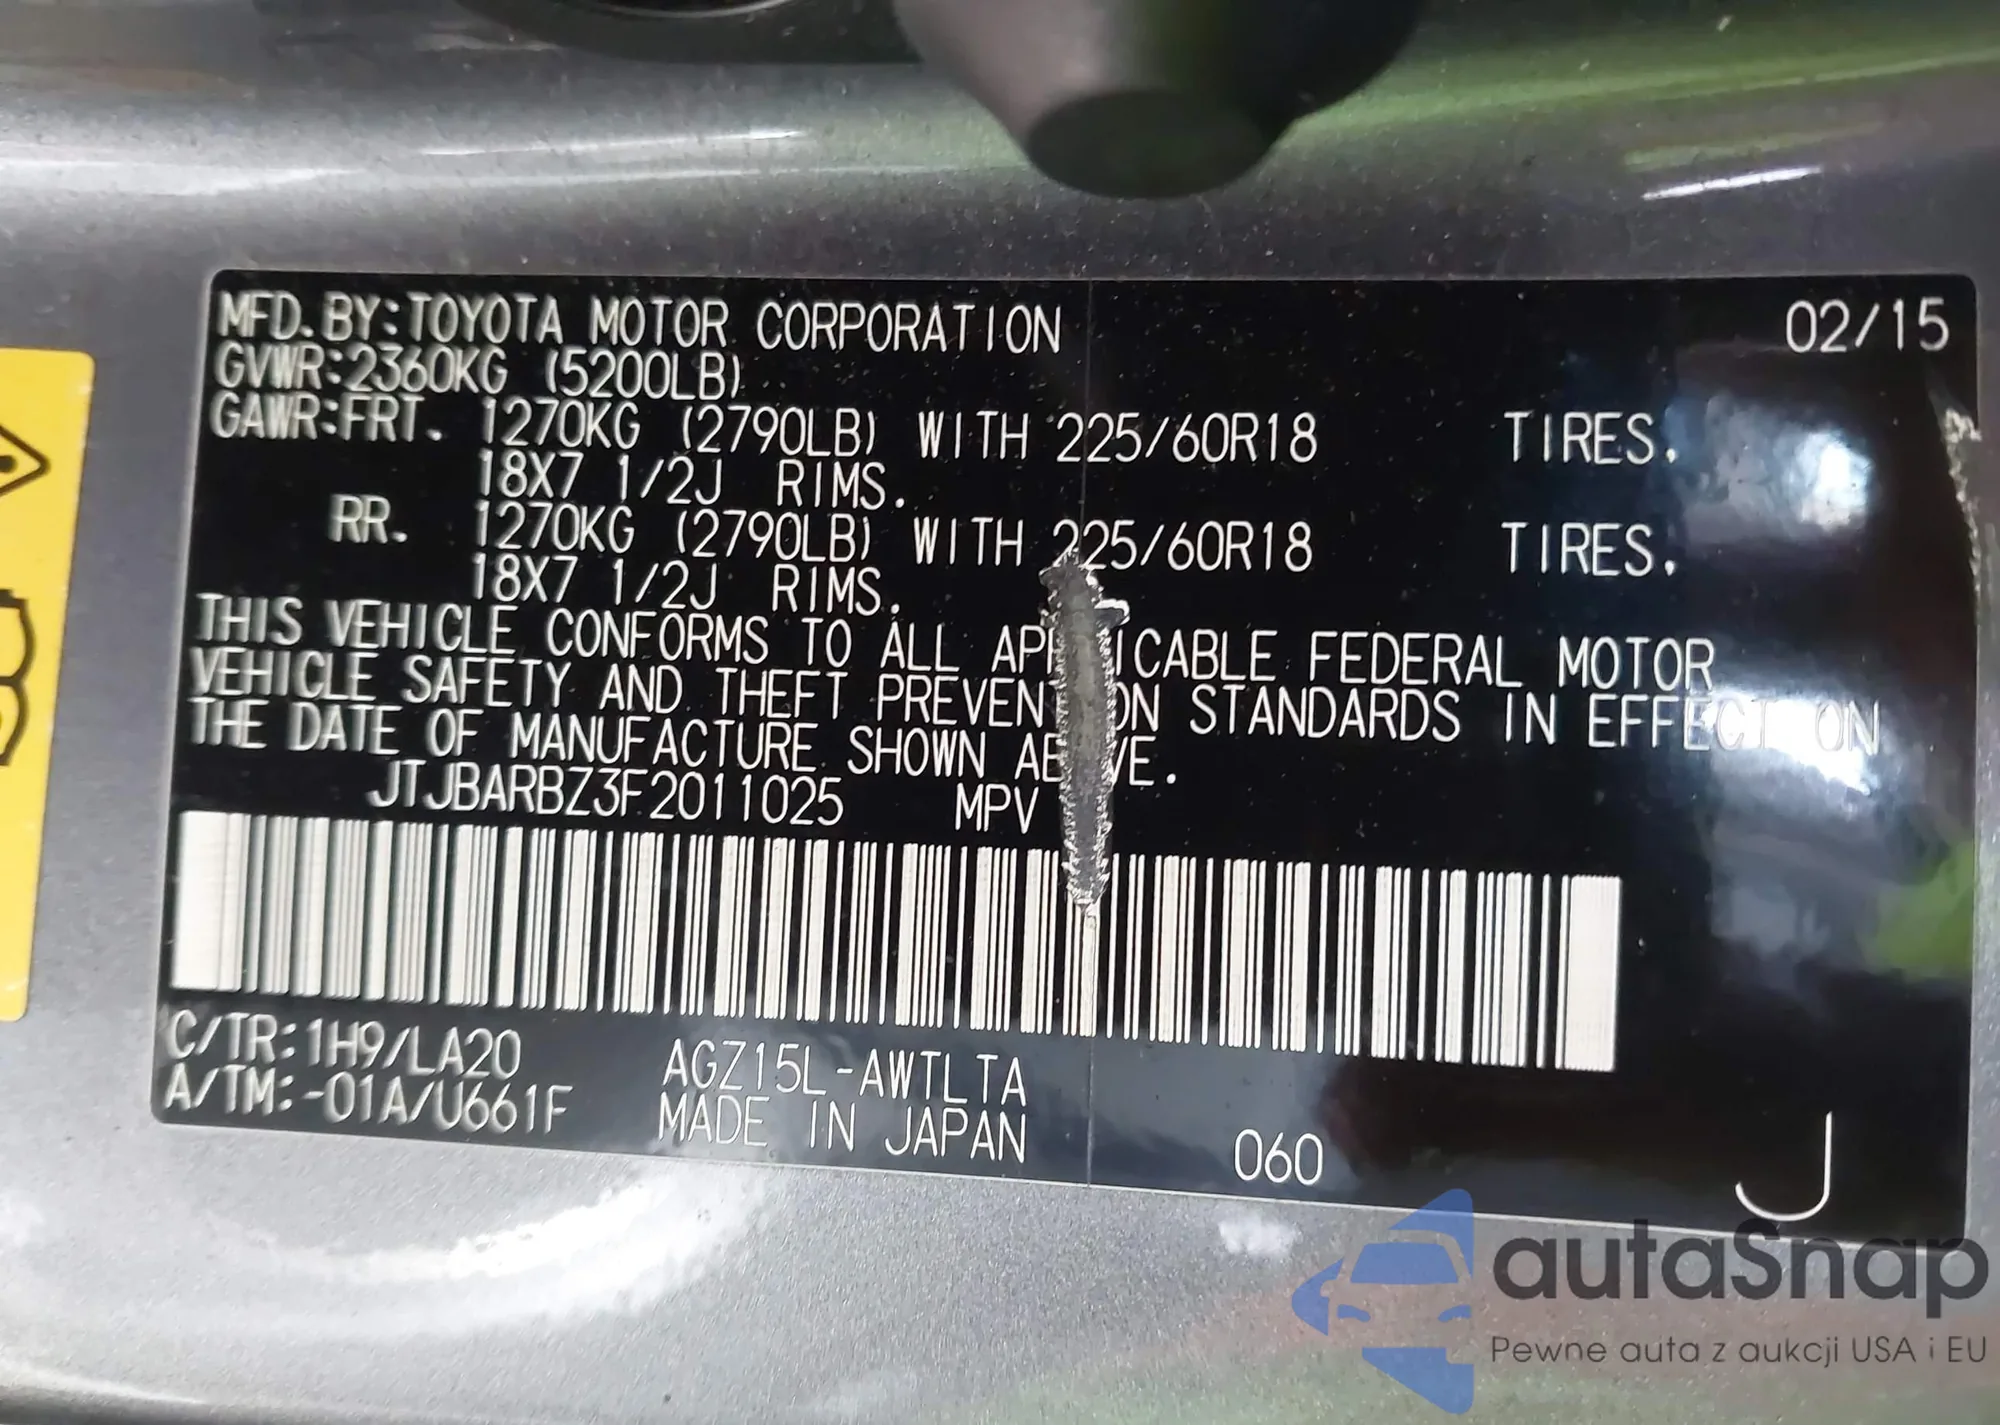 MFD. BY: TOYOTA MOTOR CORPORATION 02/15
GVWR: 2360KG (5200LB)
GAWR: FRT. 1270KG (2790LB) WITH 225/60R18 TIRES.
18X7 1/2J RIMS.
RR. 1270KG (2790LB) WITH 225/60R18 TIRES.
18X7 1/2J RIMS.
THIS VEHICLE CONFORMS TO ALL APPLICABLE FEDERAL MOTOR
VEHICLE SAFETY AND THEFT PREVENTION STANDARDS IN EFFECT ON
THE DATE OF MANUFACTURE SHOWN ABOVE.
JTJBARBZ3F2011025 MPV
C/TR: 1H9/LA20 AGZ15L-AWTLTA
A/TM: -01A/U661F MADE IN JAPAN 060 J
autaSnap
Pewne auta z aukcji USA i EU